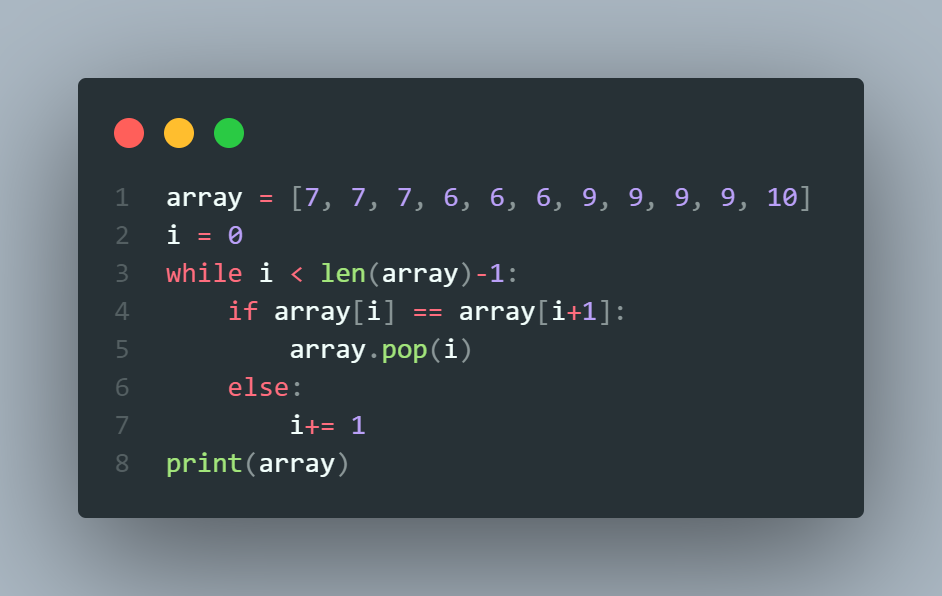 1 array = [7, 7, 7, 6, 6, 6, 9, 9, 9, 9, 10]
2 i = 0
3 while i < len(array)-1:
4     if array[i] == array[i+1]:
5         array.pop(i)
6     else:
7         i+= 1
8 print(array)